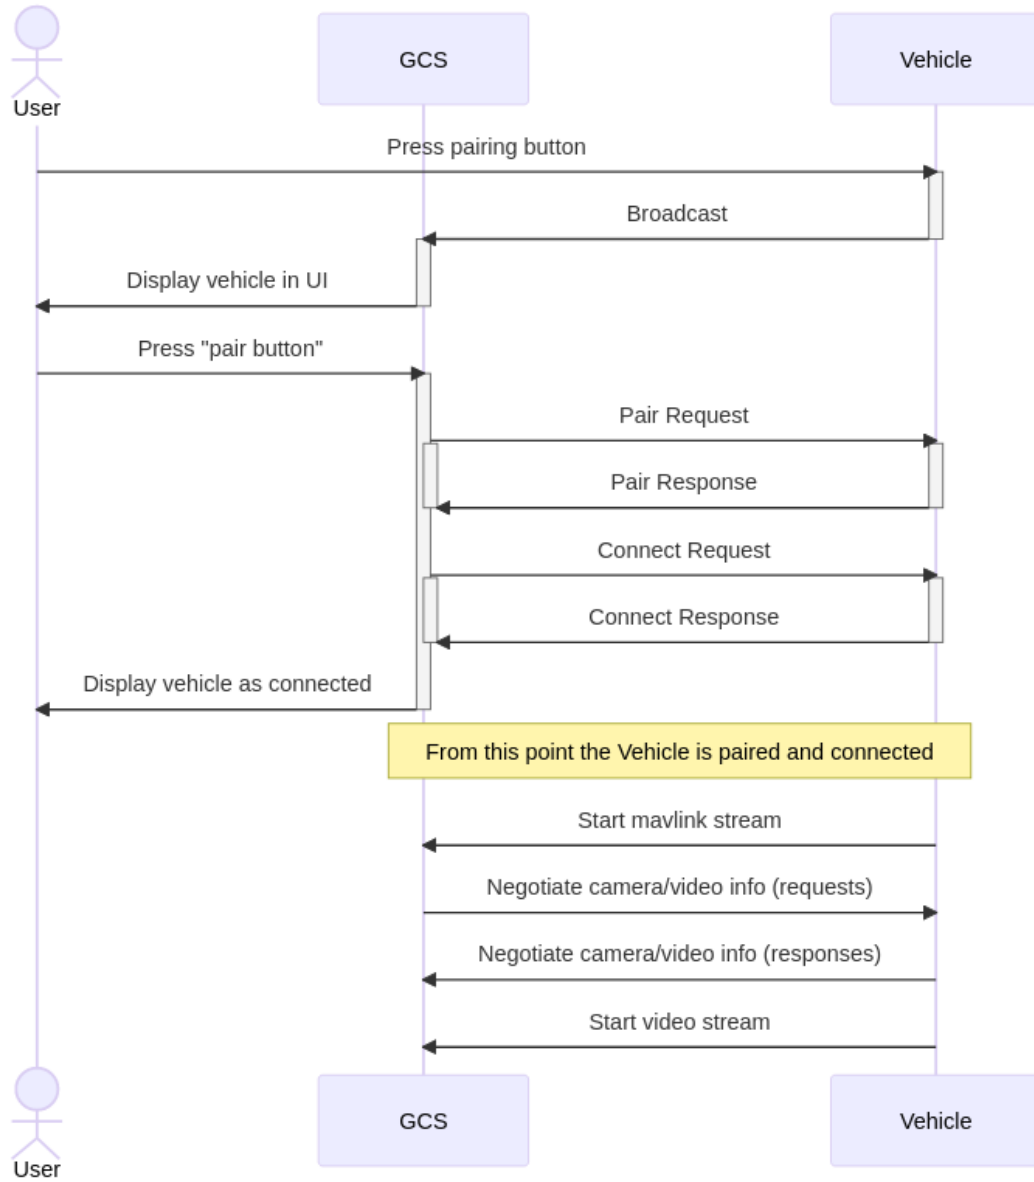 User
GCS
Vehicle
Press pairing button
Broadcast
Display vehicle in UI
Press "pair button"
Pair Request
Pair Response
Connect Request
Connect Response
Display vehicle as connected
From this point the Vehicle is paired and connected
Start mavlink stream
Negotiate camera/video info (requests)
Negotiate camera/video info (responses)
Start video stream
GCS
Vehicle
User